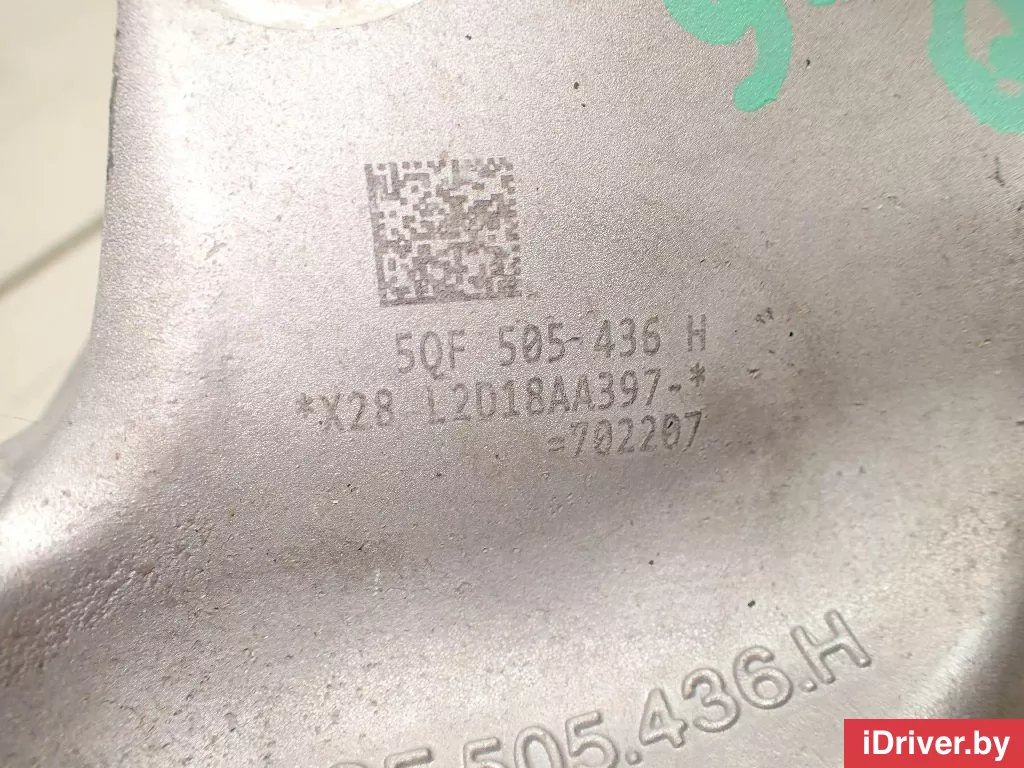 5QF 505 436 H
*X28 L2D18AA397-*
=702207
505.436.H
iDriver.by